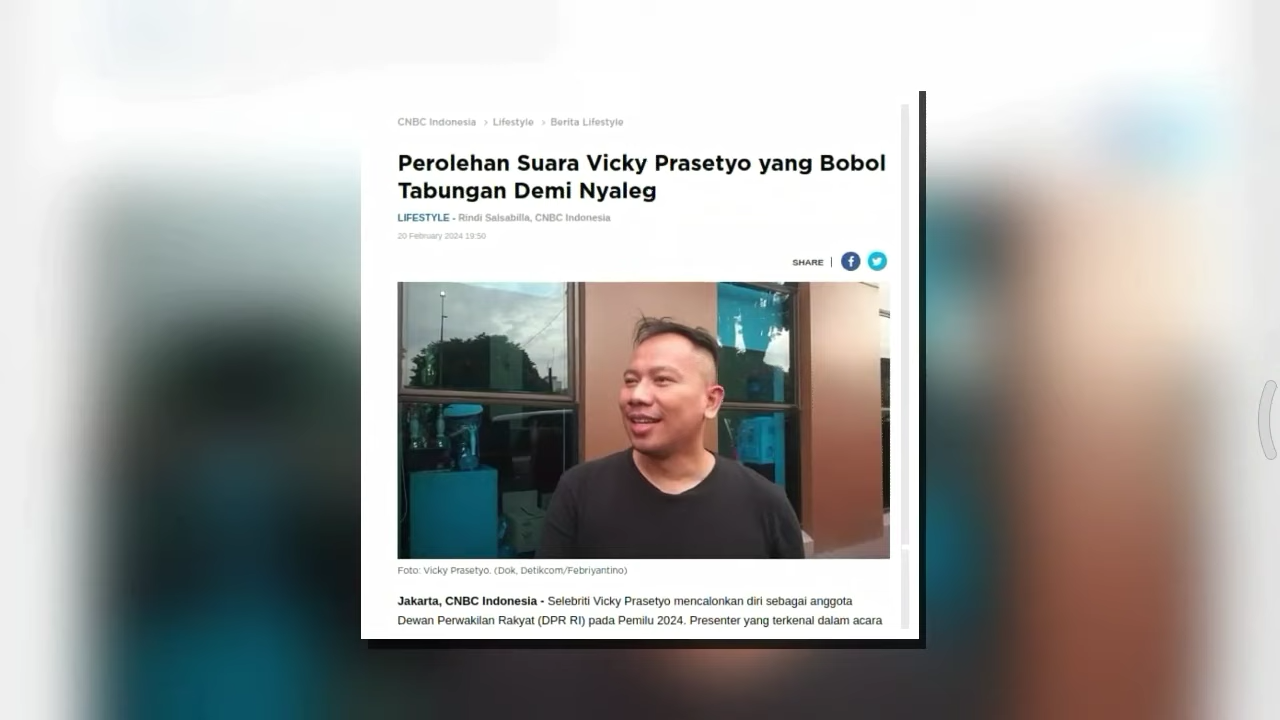 CNBC Indonesia > Lifestyle > Berita Lifestyle
Perolehan Suara Vicky Prasetyo yang Bobol
Tabungan Demi Nyaleg
LIFESTYLE - Rindi Salsabilla, CNBC Indonesia
20 February 2024 19:50
SHARE |
Foto: Vicky Prasetyo. (Dok, Detikcom/Febriyantino)
Jakarta, CNBC Indonesia - Selebriti Vicky Prasetyo mencalonkan diri sebagai anggota
Dewan Perwakilan Rakyat (DPR RI) pada Pemilu 2024. Presenter yang terkenal dalam acara